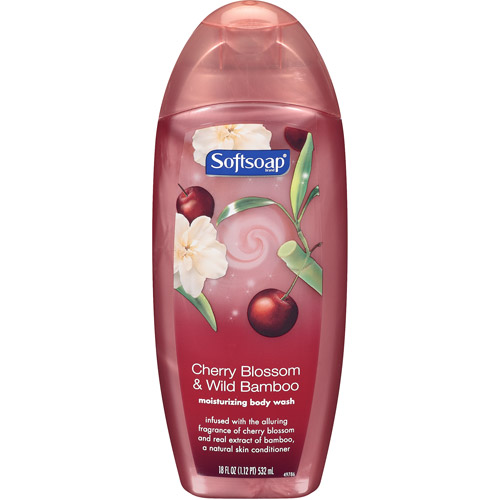 Softsoap®
brand
Cherry Blossom
& Wild Bamboo
moisturizing body wash
infused with the alluring
fragrance of cherry blossom
and real extract of bamboo,
a natural skin conditioner
18 FL OZ (1.12 PT) 532 mL